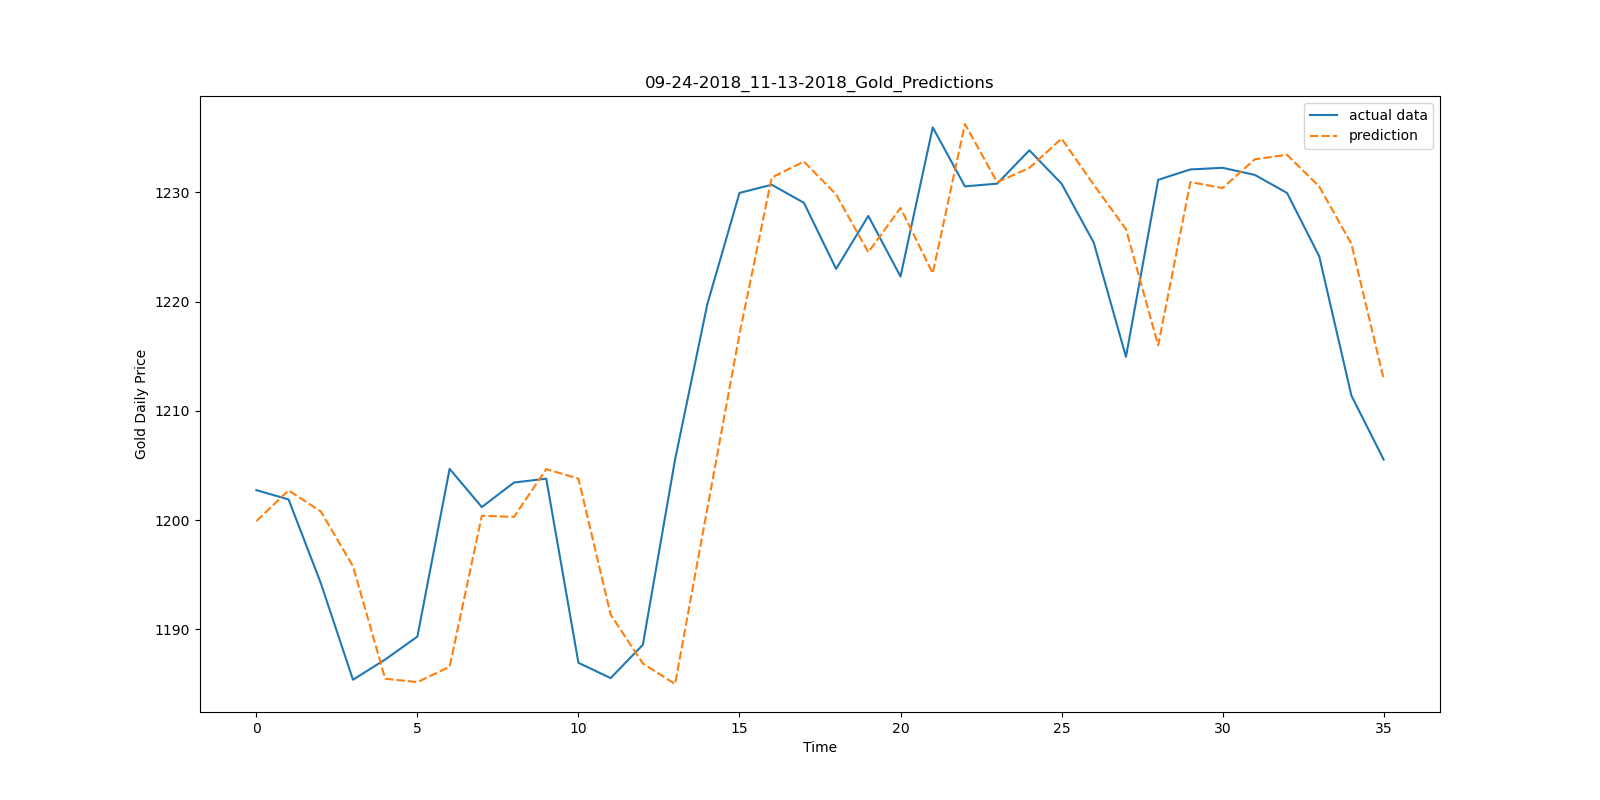 09-24-2018_11-13-2018_Gold_Predictions
actual data
prediction
Gold Daily Price
1230
1220
1210
1200
1190
0 5 10 15 20 25 30 35
Time